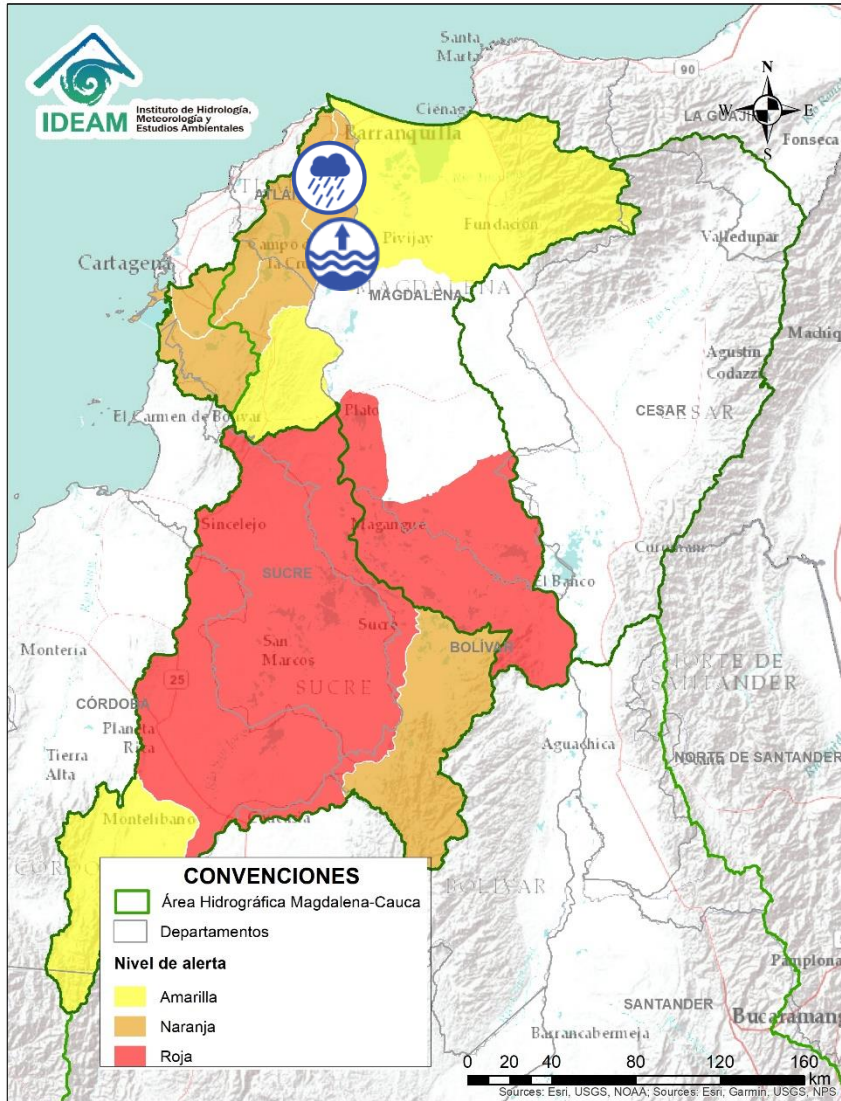 IDEAM
Instituto de Hidrología,
Meteorología y
Estudios Ambientales
Santa
Marta
90
N
W
E
S
Ciénaga
Barranquilla
LA GUAJI
Fonseca
Fundación
Pivijay
Valledupar
Cartagena
MAGDALENA
MAGDALENA
Agustín
Codazzi
El Carmen de Bolívar
Plato
CESAR
CESAR
Sincelejo
Magangué
SUCRE
El Banco
Sucre
Montería
San
Marcos
BOLÍVAR
25
SUCRE
NORTE DE
SANTANDER
CÓRDOBA
Planeta
Rica
Tierra
Alta
Aguachica
NORTE DE SANTANDER
Montelíbano
BOLÍVAR
CONVENCIONES
Área Hidrográfica Magdalena-Cauca
Departamentos
Nivel de alerta
Amarilla
Naranja
Roja
Pamplona
SANTANDER
Bucaramang
Barrancabermeja
0 20 40 80 120 160
km
Sources: Esri, USGS, NOAA; Sources: Esri, Garmin, USGS, NPS